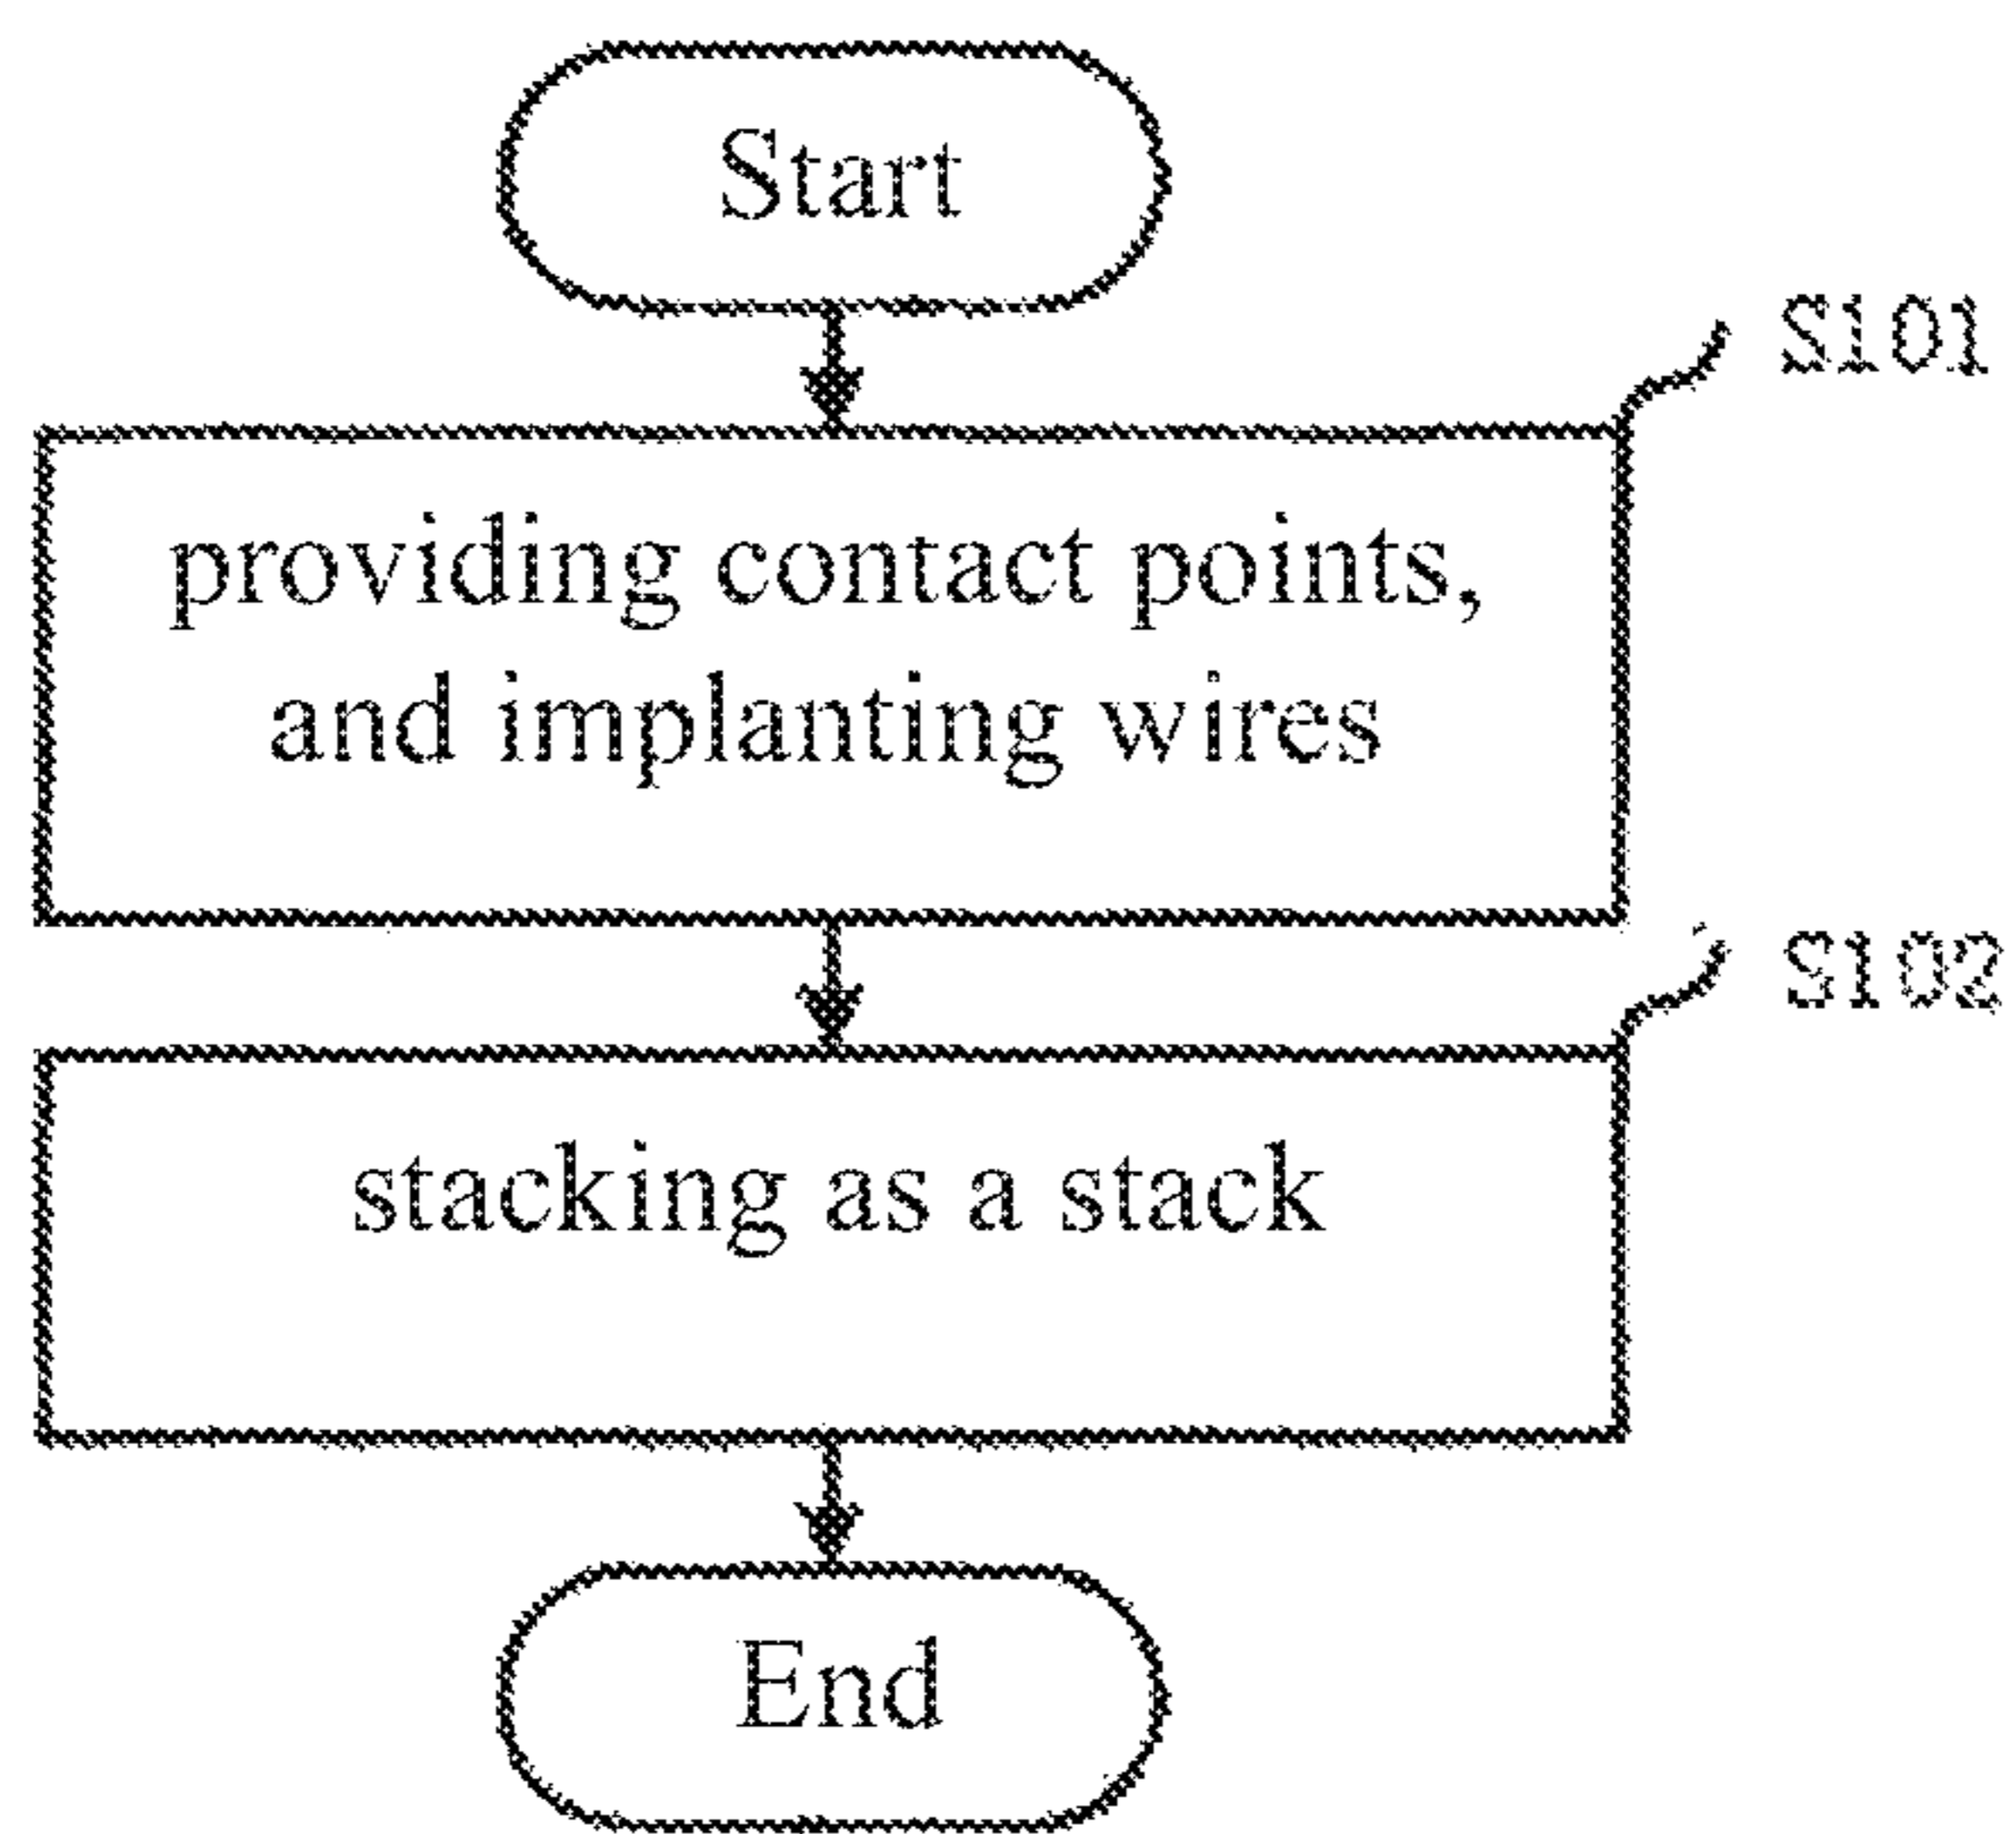 Start
S101
providing contact points,
and implanting wires
S102
stacking as a stack
End